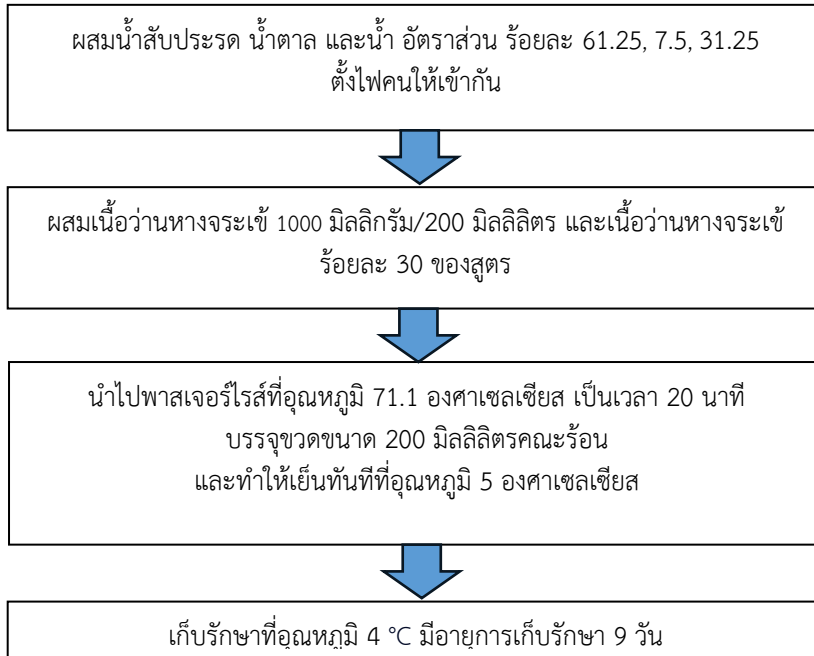 ผสมน้ำสับประรด น้ำตาล และน้ำ อัตราส่วน ร้อยละ 61.25, 7.5, 31.25
ตั้งไฟคนให้เข้ากัน
ผสมเนื้อว่านหางจระเข้ 1000 มิลลิกรัม/200 มิลลิลิตร และเนื้อว่านหางจระเข้
ร้อยละ 30 ของสูตร
นำไปพาสเจอร์ไรส์ที่อุณหภูมิ 71.1 องศาเซลเซียส เป็นเวลา 20 นาที
บรรจุขวดขนาด 200 มิลลิลิตรคณะร้อน
และทำให้เย็นทันทีที่อุณหภูมิ 5 องศาเซลเซียส
เก็บรักษาที่อุณหภูมิ 4 °C มีอายุการเก็บรักษา 9 วัน